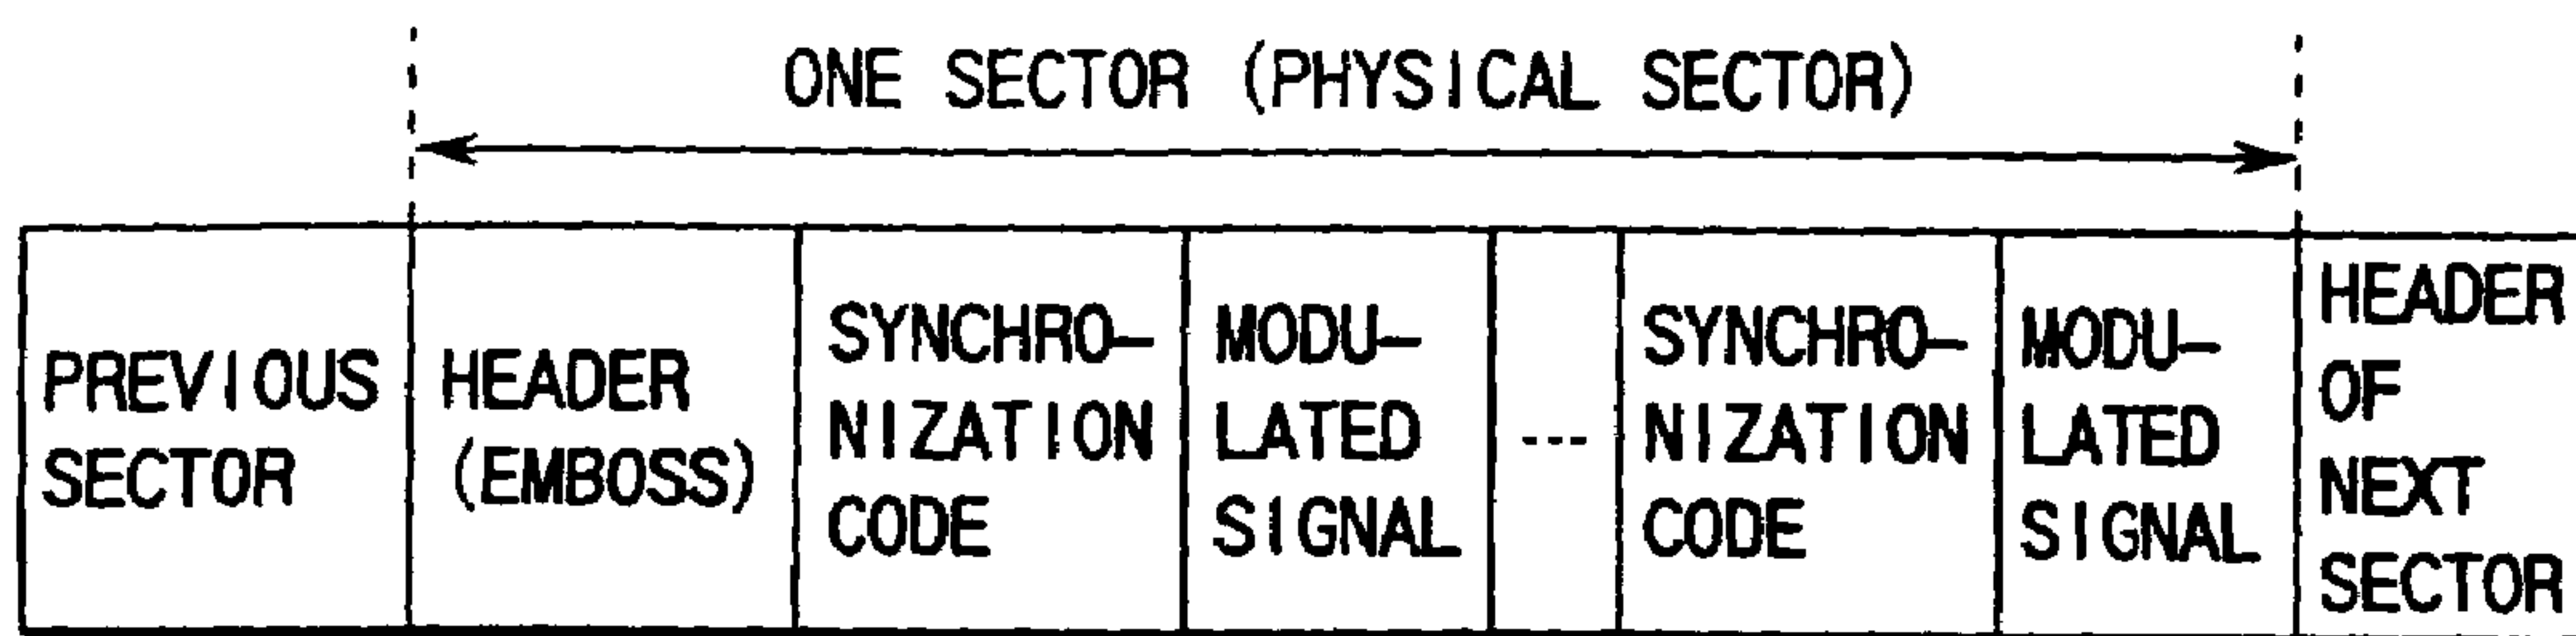 ONE SECTOR (PHYSICAL SECTOR)
PREVIOUS
SECTOR
HEADER
(EMBOSS)
SYNCHRO-
NIZATION
CODE
MODU-
LATED
SIGNAL
---
SYNCHRO-
NIZATION
CODE
MODU-
LATED
SIGNAL
HEADER
OF
NEXT
SECTOR